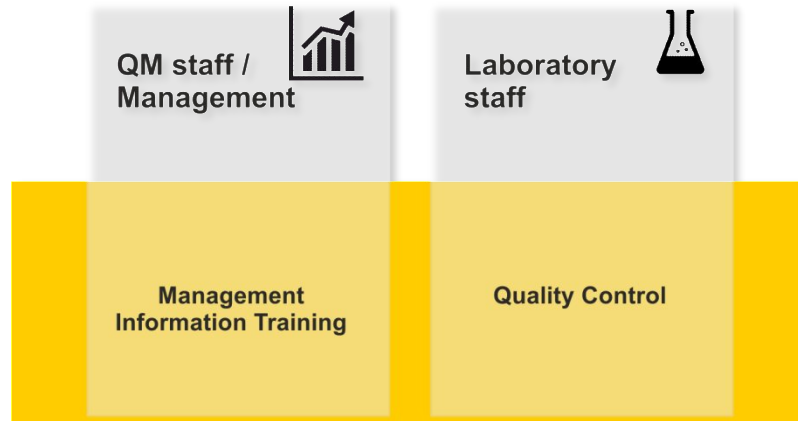 QM staff /
Management
Laboratory
staff
Management
Information Training
Quality Control